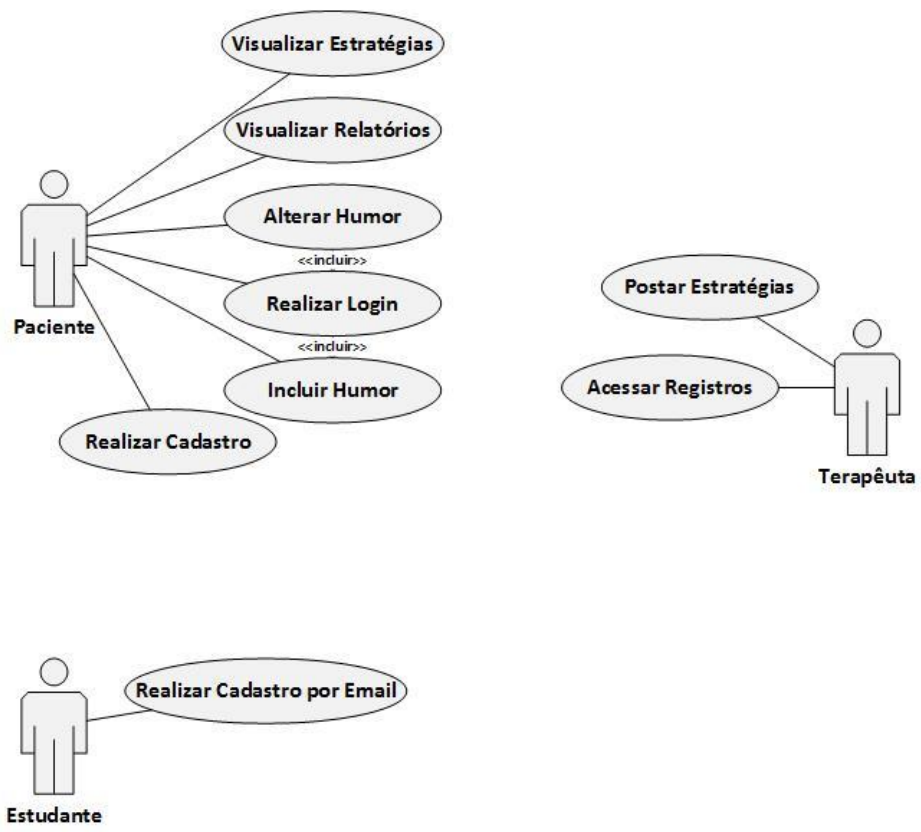 Visualizar Estratégias
Visualizar Relatórios
Alterar Humor
<<incluir>>
Realizar Login
<<incluir>>
Incluir Humor
Realizar Cadastro
Paciente
Postar Estratégias
Acessar Registros
Terapêuta
Realizar Cadastro por Email
Estudante